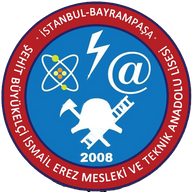 · İSTANBUL-BAYRAMPAŞA ·
ŞEHİT BÜYÜKELÇİ İSMAİL EREZ MESLEKİ VE TEKNİK ANADOLU LİSESİ
@
2008